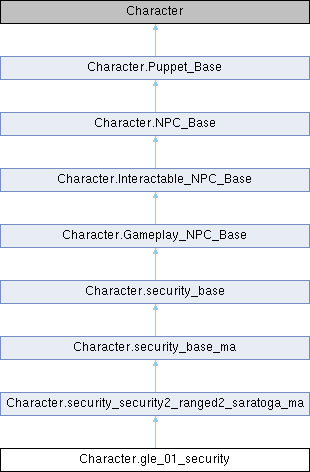 Character
Character.Puppet_Base
Character.NPC_Base
Character.Interactable_NPC_Base
Character.Gameplay_NPC_Base
Character.security_base
Character.security_base_ma
Character.security_security2_ranged2_saratoga_ma
Character.gle_01_security